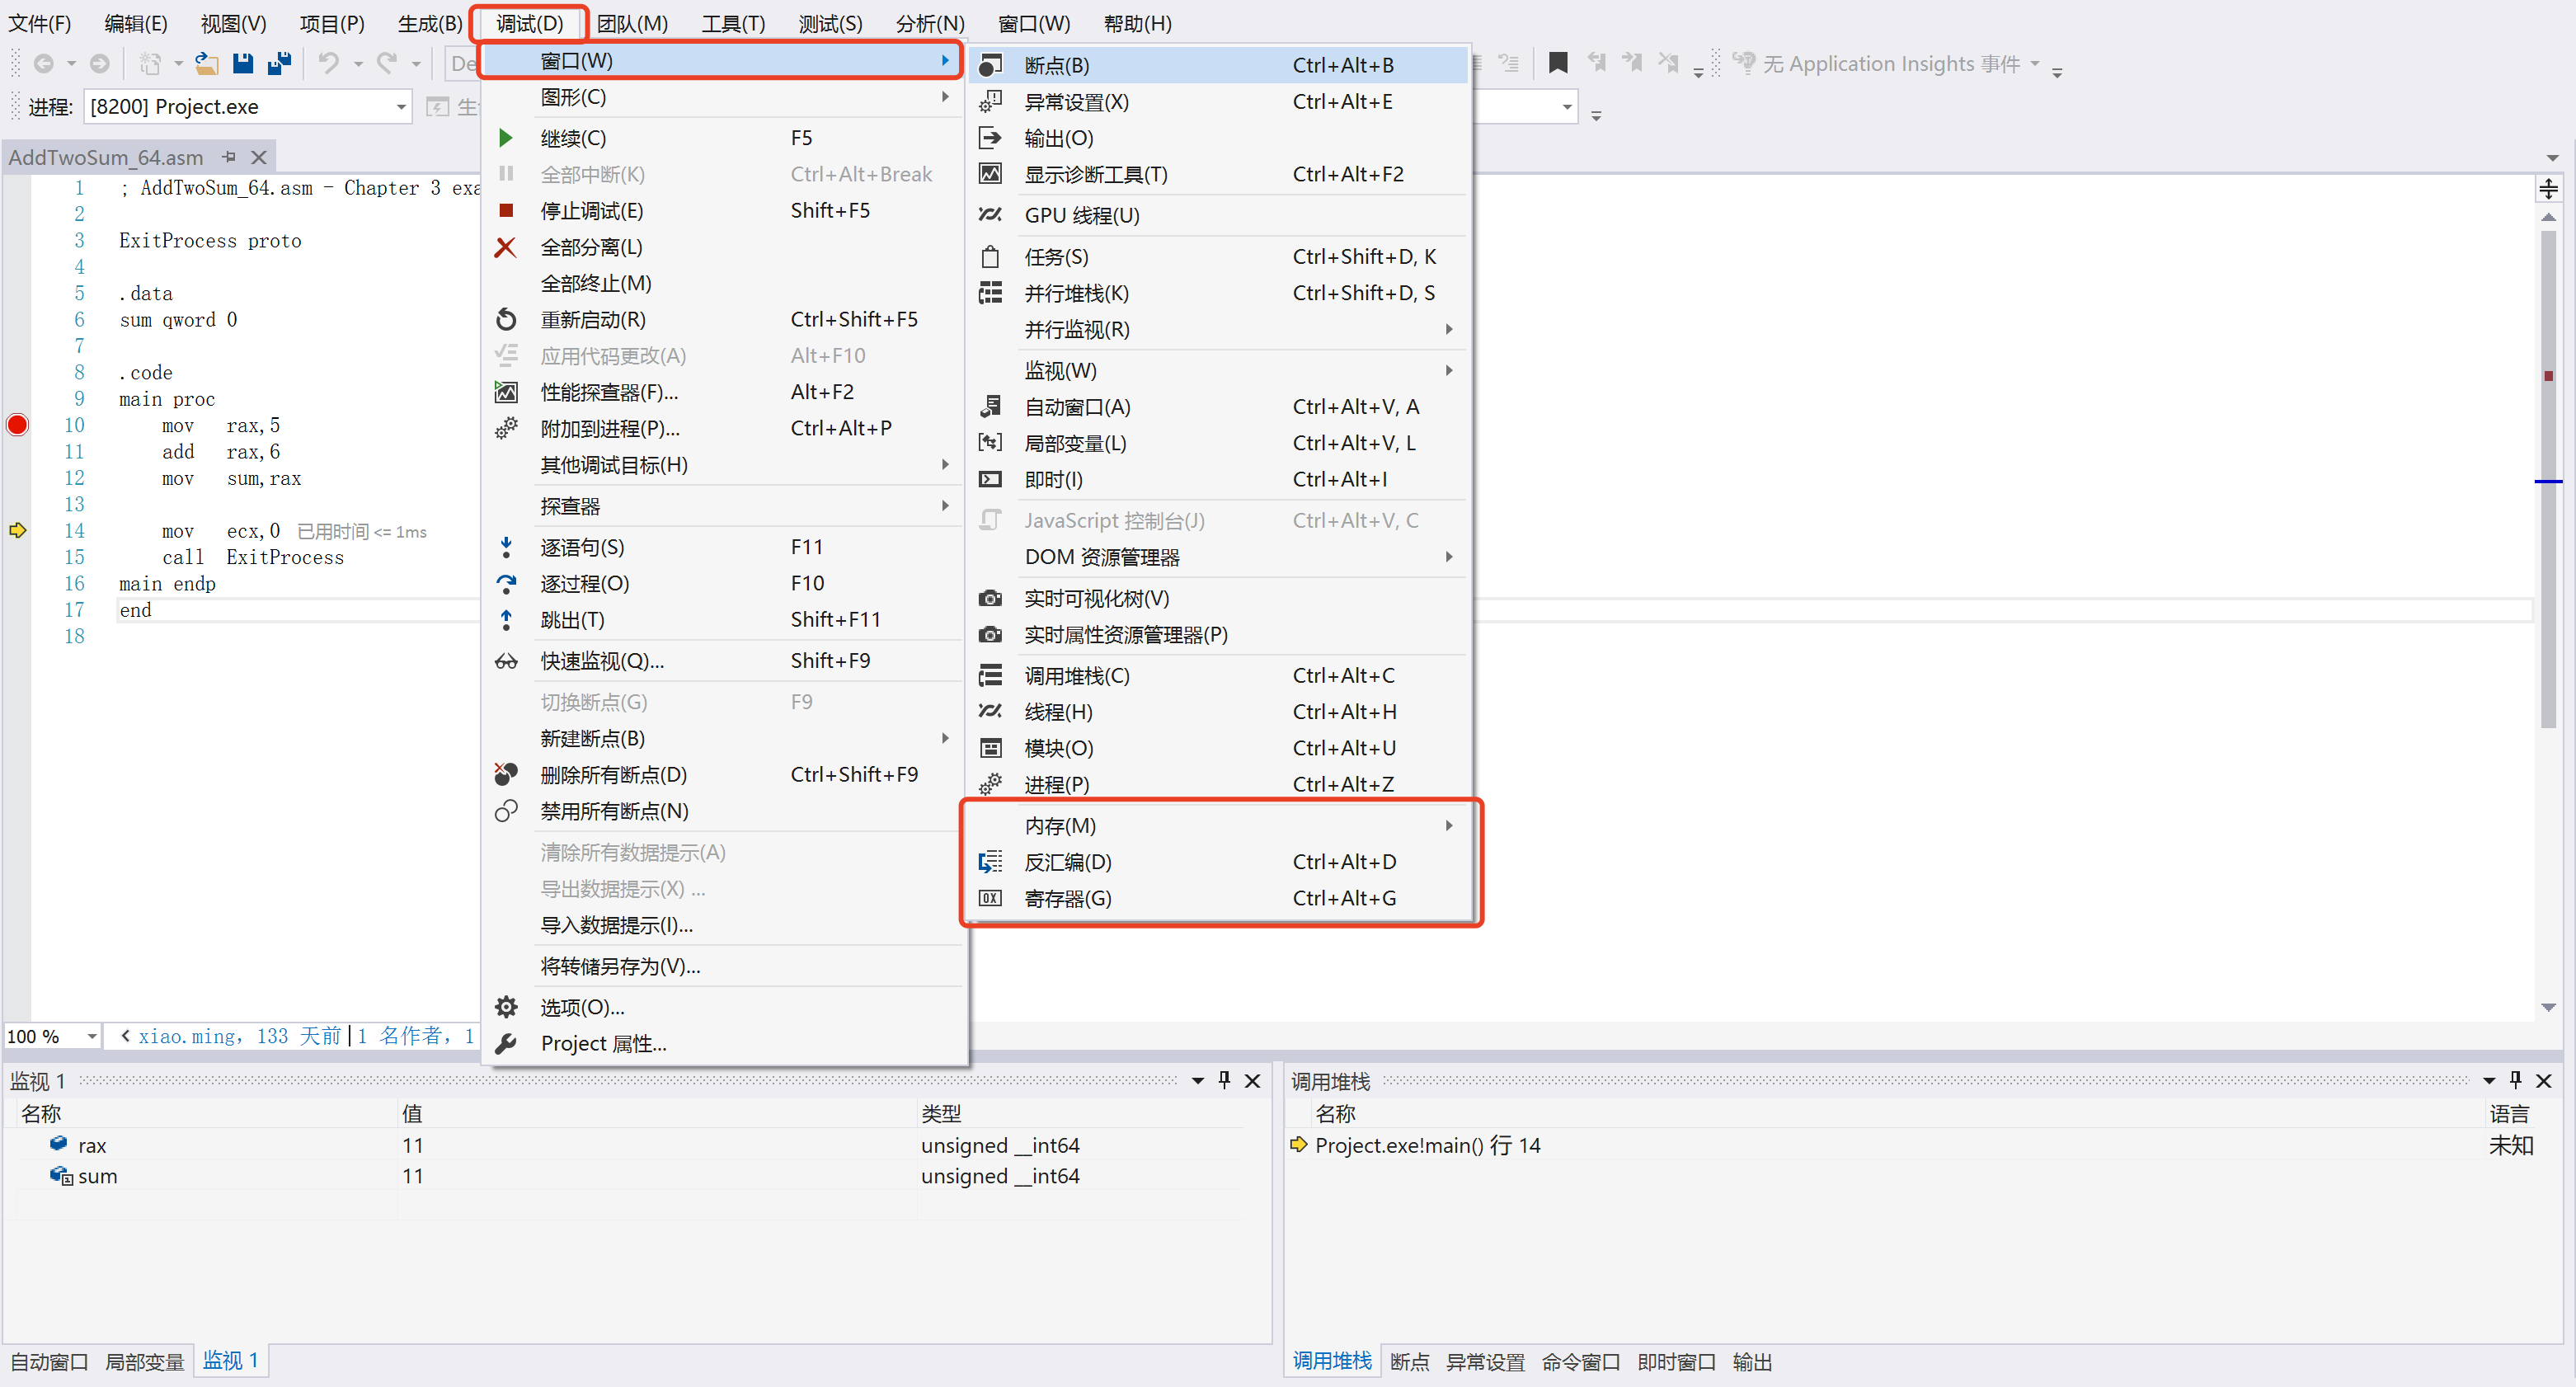 文件(F) 编辑(E) 视图(V) 项目(P) 生成(B) 调试(D) 团队(M) 工具(T) 测试(S) 分析(N) 窗口(W) 帮助(H)
De
无 Application Insights 事件
进程: [8200] Project.exe
AddTwoSum_64.asm
1 ; AddTwoSum_64.asm - Chapter 3 exa
2
3 ExitProcess proto
4
5 .data
6 sum qword 0
7
8 .code
9 main proc
10 mov rax,5
11 add rax,6
12 mov sum,rax
13
14 mov ecx,0 已用时间 <= 1ms
15 call ExitProcess
16 main endp
17 end
18
100 %
xiao.ming, 133 天前 | 1 名作者, 1
窗口(W)
图形(C)
继续(C) F5
全部中断(K) Ctrl+Alt+Break
停止调试(E) Shift+F5
全部分离(L)
全部终止(M)
重新启动(R) Ctrl+Shift+F5
应用代码更改(A) Alt+F10
性能探查器(F)... Alt+F2
附加到进程(P)... Ctrl+Alt+P
其他调试目标(H)
探查器
逐语句(S) F11
逐过程(O) F10
跳出(T) Shift+F11
快速监视(Q)... Shift+F9
切换断点(G) F9
新建断点(B)
删除所有断点(D) Ctrl+Shift+F9
禁用所有断点(N)
清除所有数据提示(A)
导出数据提示(X) ...
导入数据提示(I)...
将转储另存为(V)...
选项(O)...
Project 属性...
断点(B) Ctrl+Alt+B
异常设置(X) Ctrl+Alt+E
输出(O)
显示诊断工具(T) Ctrl+Alt+F2
GPU 线程(U)
任务(S) Ctrl+Shift+D, K
并行堆栈(K) Ctrl+Shift+D, S
并行监视(R)
监视(W)
自动窗口(A) Ctrl+Alt+V, A
局部变量(L) Ctrl+Alt+V, L
即时(I) Ctrl+Alt+I
JavaScript 控制台(J) Ctrl+Alt+V, C
DOM 资源管理器
实时可视化树(V)
实时属性资源管理器(P)
调用堆栈(C) Ctrl+Alt+C
线程(H) Ctrl+Alt+H
模块(O) Ctrl+Alt+U
进程(P) Ctrl+Alt+Z
内存(M)
反汇编(D) Ctrl+Alt+D
寄存器(G) Ctrl+Alt+G
监视 1
名称 值 类型
rax 11 unsigned __int64
sum 11 unsigned __int64
自动窗口 局部变量 监视 1
调用堆栈
名称 语言
Project.exe!main() 行 14 未知
调用堆栈 断点 异常设置 命令窗口 即时窗口 输出